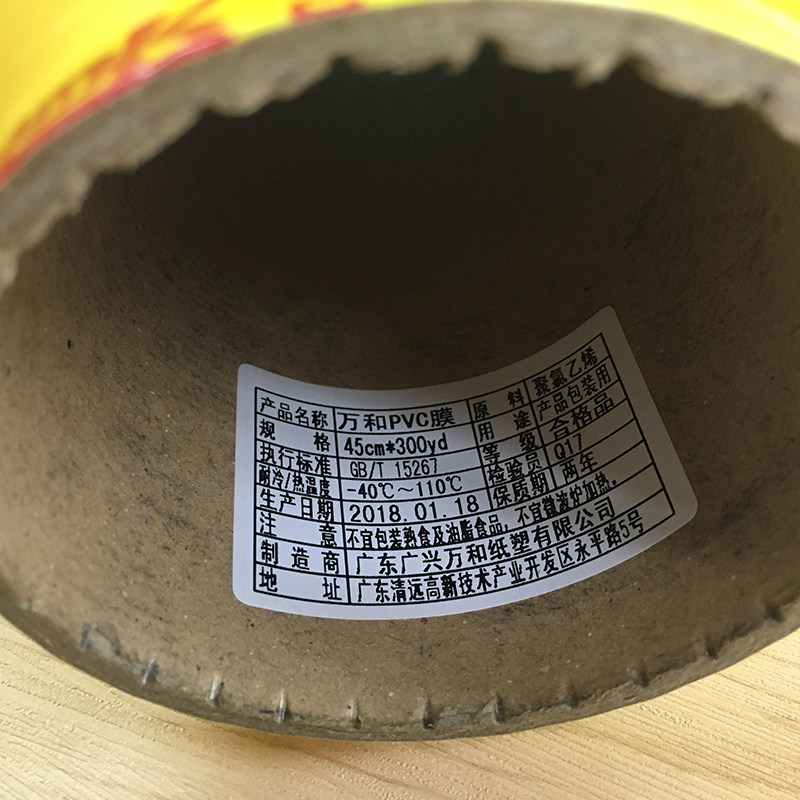 产品名称 万和PVC膜 原料 聚氯乙烯
规格 45cm*300yd 用途 产品包装用
执行标准 GB/T 15267 等级 合格品
耐冷/热温度 -40℃～110℃ 检验员 Q17
生产日期 2018.01.18 保质期 两年
注意 不宜包装熟食及油脂食品，不宜微波炉加热。
制造商 广东广兴万和纸塑有限公司
地址 广东清远高新技术产业开发区永平路5号